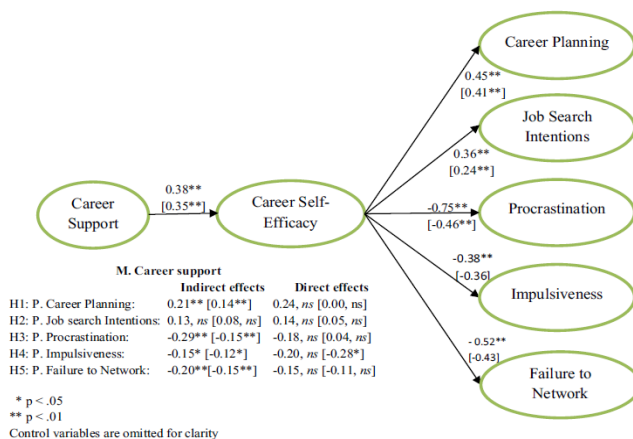 Career Planning
0.45**
[0.41**]
Job Search
Intentions
0.36**
[0.24**]
0.38**
[0.35**]
Career
Support
Career Self-
Efficacy
-0.75**
[-0.46**]
Procrastination
-0.38**
[-0.36]
Impulsiveness
-0.52**
[-0.43]
Failure to
Network
M. Career support
Indirect effects Direct effects
H1: P. Career Planning: 0.21** [0.14**] 0.24, ns [0.00, ns]
H2: P. Job search Intentions: 0.13, ns [0.08, ns] 0.14, ns [0.05, ns]
H3: P. Procrastination: -0.29** [-0.15**] -0.18, ns [0.04, ns]
H4: P. Impulsiveness: -0.15* [-0.12*] -0.20, ns [-0.28*]
H5: P. Failure to Network: -0.20**[-0.15**] -0.15, ns [-0.11, ns]
* p < .05
** p < .01
Control variables are omitted for clarity